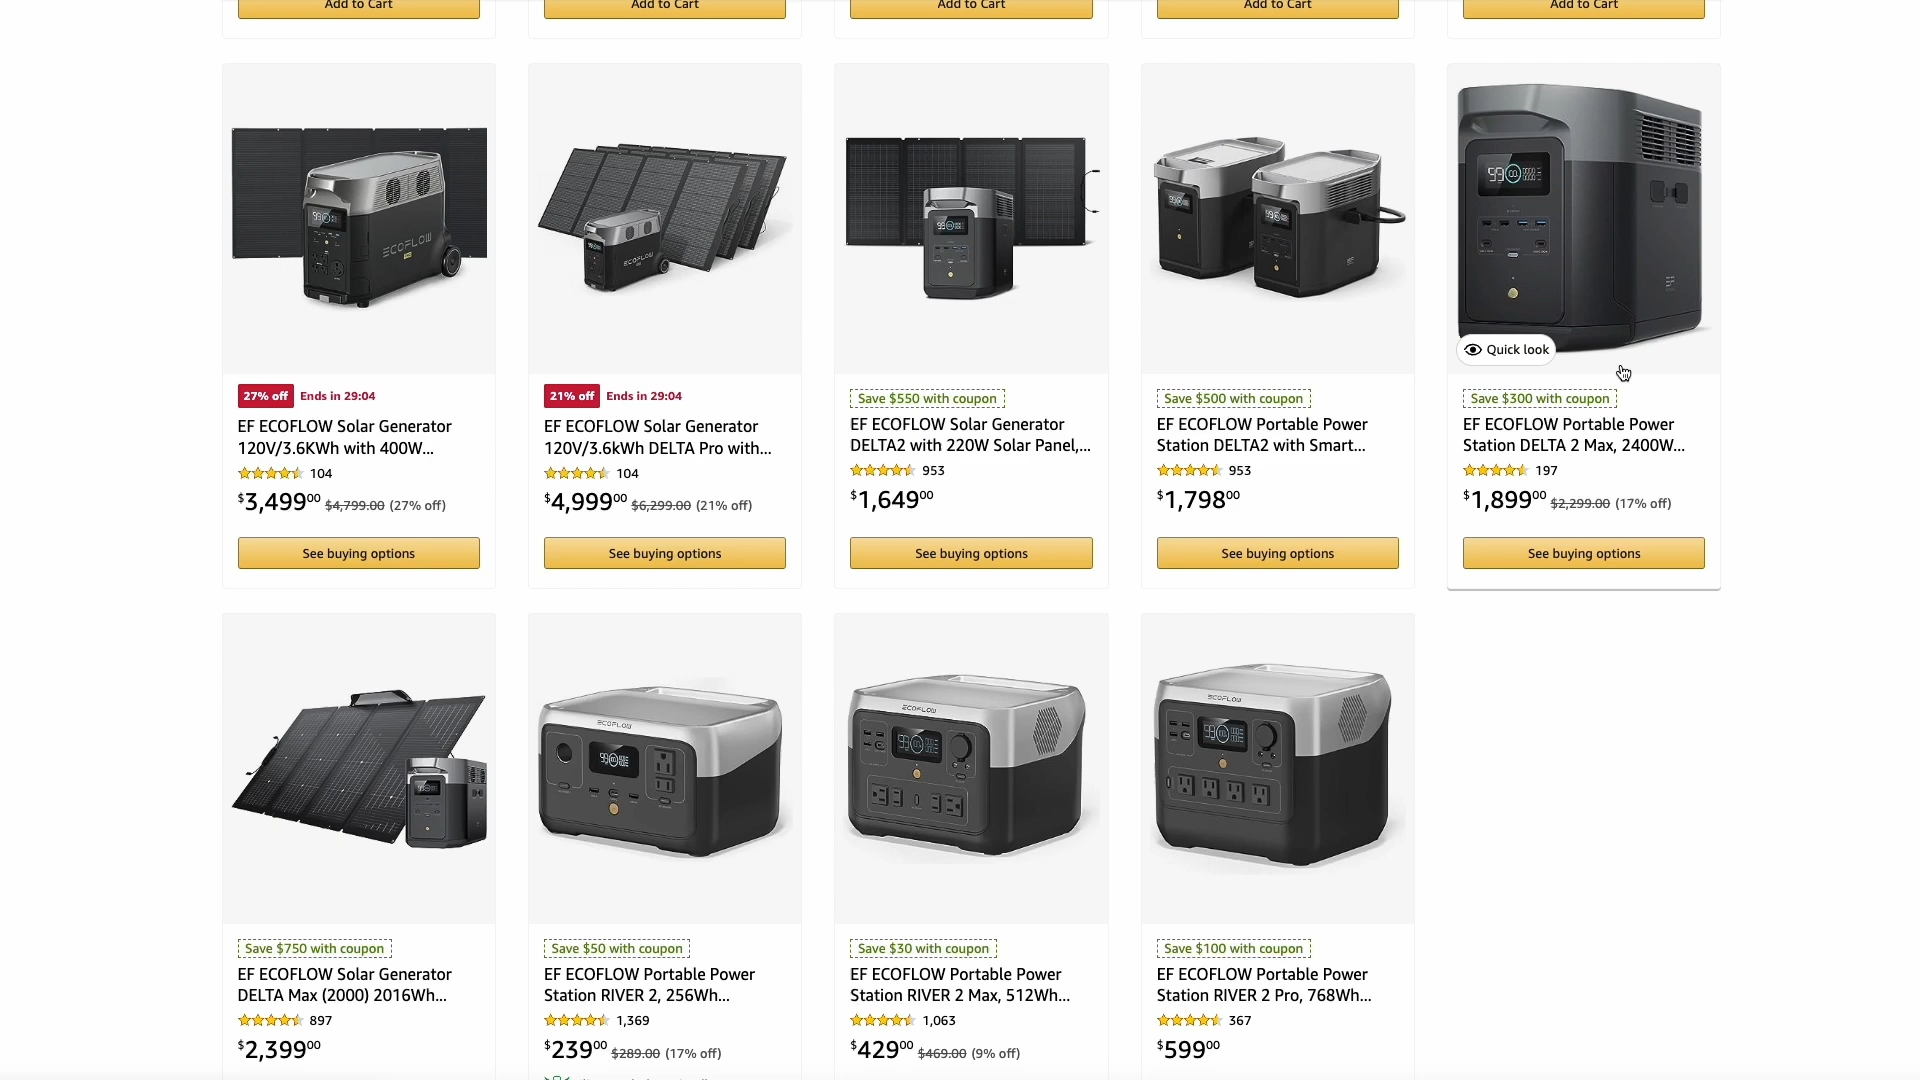 Add to Cart
Add to Cart
Add to Cart
Add to Cart
Add to Cart
ECOFLOW
ECOFLOW
Quick look
27% off Ends in 29:04
EF ECOFLOW Solar Generator
120V/3.6KWh with 400W...
104
$3,499.00 $4,799.00 (27% off)
See buying options
21% off Ends in 29:04
EF ECOFLOW Solar Generator
120V/3.6kWh DELTA Pro with...
104
$4,999.00 $6,299.00 (21% off)
See buying options
Save $550 with coupon
EF ECOFLOW Solar Generator
DELTA2 with 220W Solar Panel,...
953
$1,649.00
See buying options
Save $500 with coupon
EF ECOFLOW Portable Power
Station DELTA2 with Smart...
953
$1,798.00
See buying options
Save $300 with coupon
EF ECOFLOW Portable Power
Station DELTA 2 Max, 2400W...
197
$1,899.00 $2,299.00 (17% off)
See buying options
ECOFLOW
ECOFLOW
ECOFLOW
Save $750 with coupon
EF ECOFLOW Solar Generator
DELTA Max (2000) 2016Wh...
897
$2,399.00
Save $50 with coupon
EF ECOFLOW Portable Power
Station RIVER 2, 256Wh...
1,369
$239.00 $289.00 (17% off)
Save $30 with coupon
EF ECOFLOW Portable Power
Station RIVER 2 Max, 512Wh...
1,063
$429.00 $469.00 (9% off)
Save $100 with coupon
EF ECOFLOW Portable Power
Station RIVER 2 Pro, 768Wh...
367
$599.00